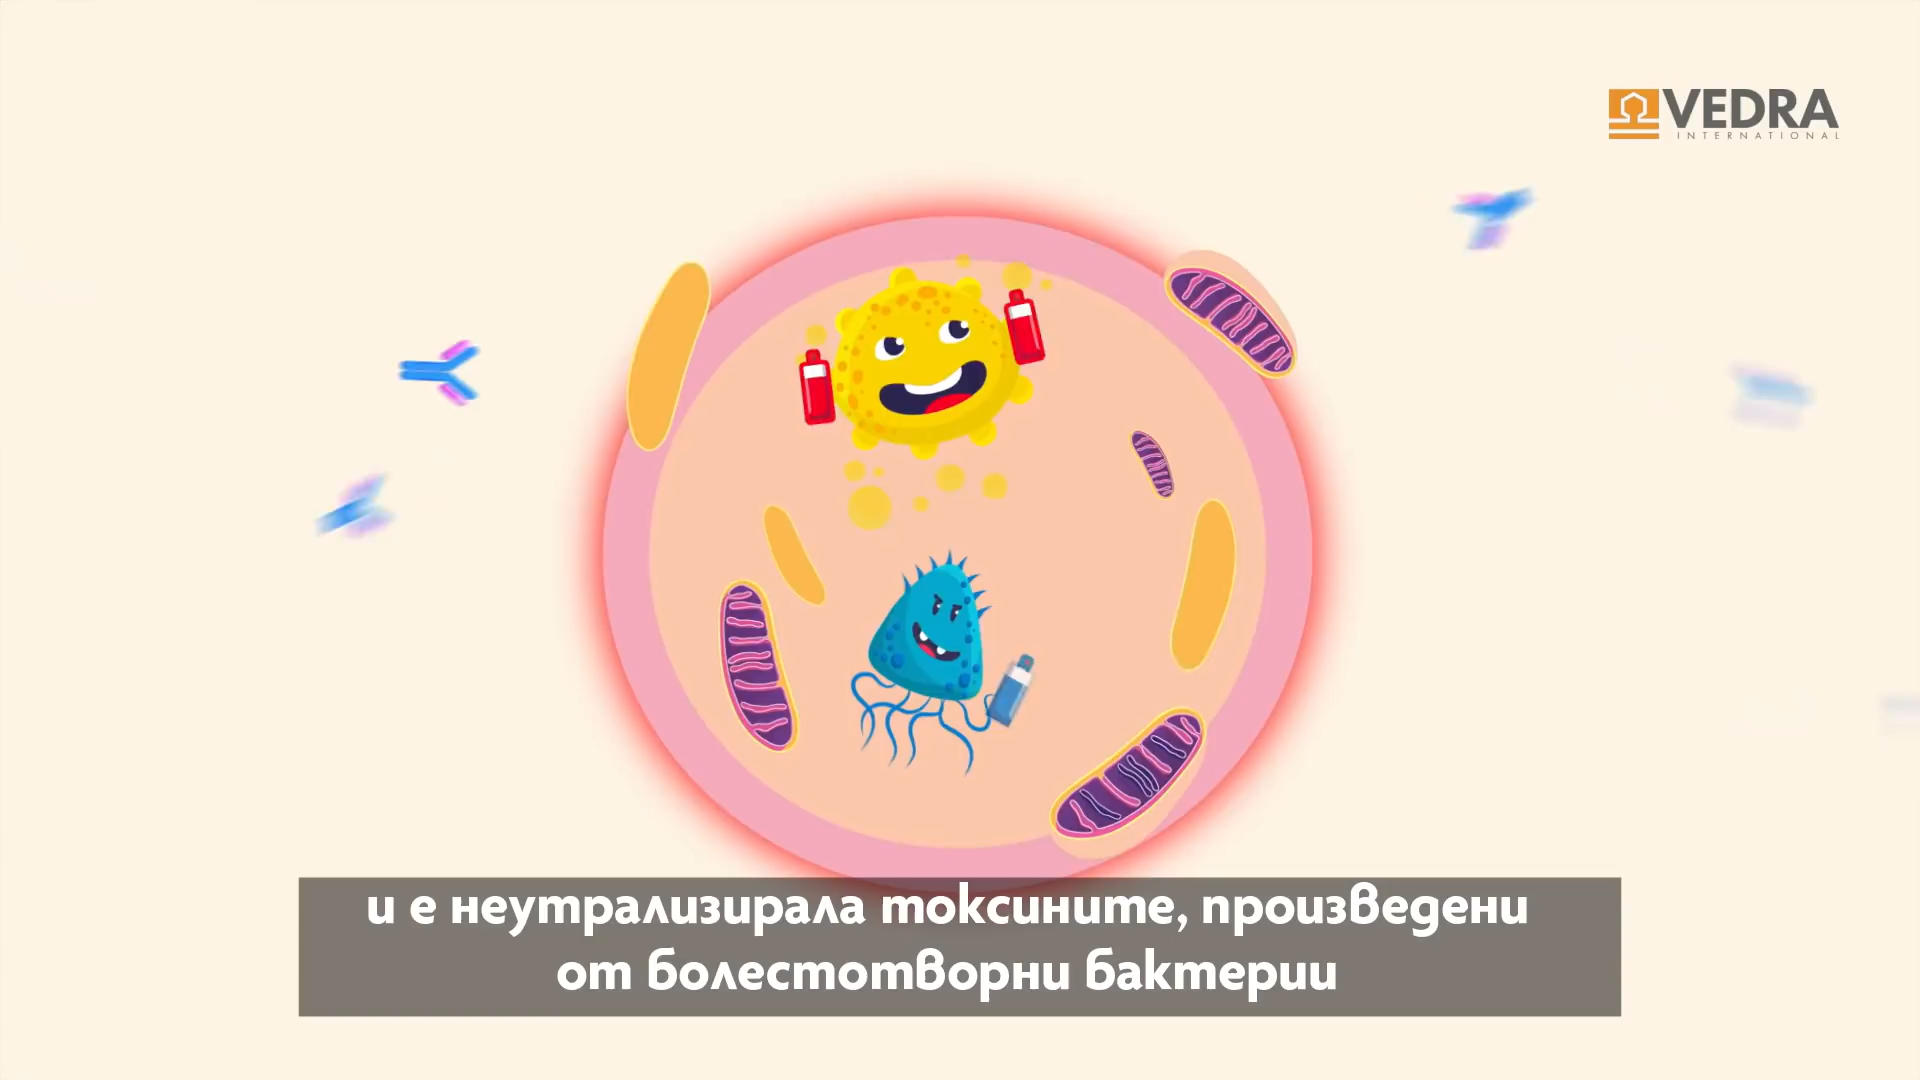 VEDRA
INTERNATIONAL
и е неутрализирала токсините, произведени
от болестотворни бактерии